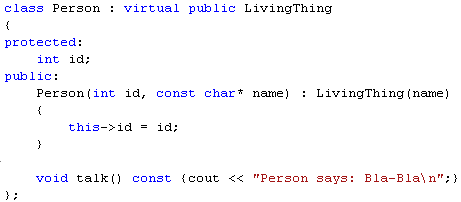 class Person : virtual public LivingThing
{
protected:
    int id;
public:
    Person(int id, const char* name) : LivingThing(name)
    {
        this->id = id;
    }

    void talk() const {cout << "Person says: Bla-Bla\n";}
};